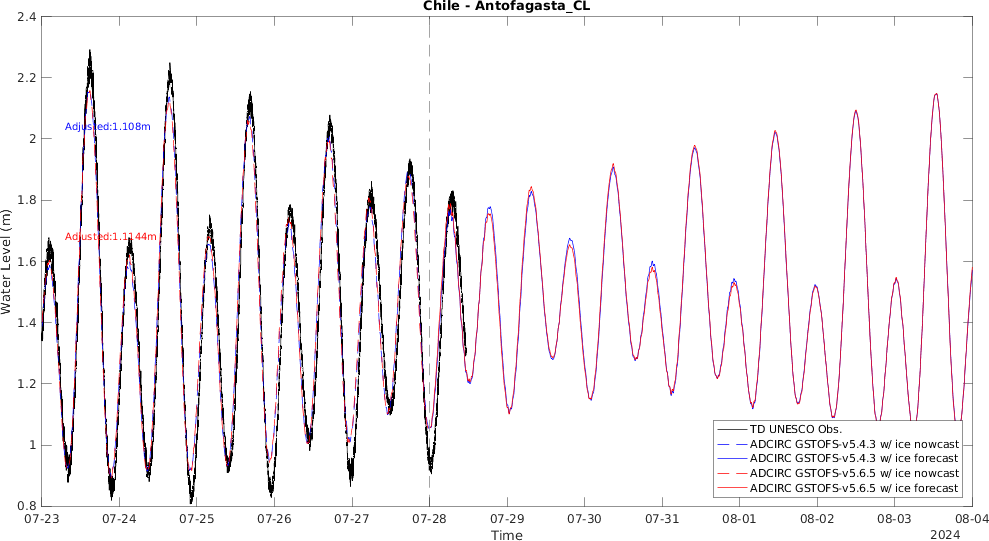 Chile - Antofagasta_CL
2.4
2.2
2
1.8
1.6
1.4
1.2
1
0.8
Water Level (m)
Adjusted:1.108m
Adjusted:1.1144m
TD UNESCO Obs.
ADCIRC GSTOFS-v5.4.3 w/ ice nowcast
ADCIRC GSTOFS-v5.4.3 w/ ice forecast
ADCIRC GSTOFS-v5.6.5 w/ ice nowcast
ADCIRC GSTOFS-v5.6.5 w/ ice forecast
07-23 07-24 07-25 07-26 07-27 07-28 07-29 07-30 07-31 08-01 08-02 08-03 08-04
Time
2024